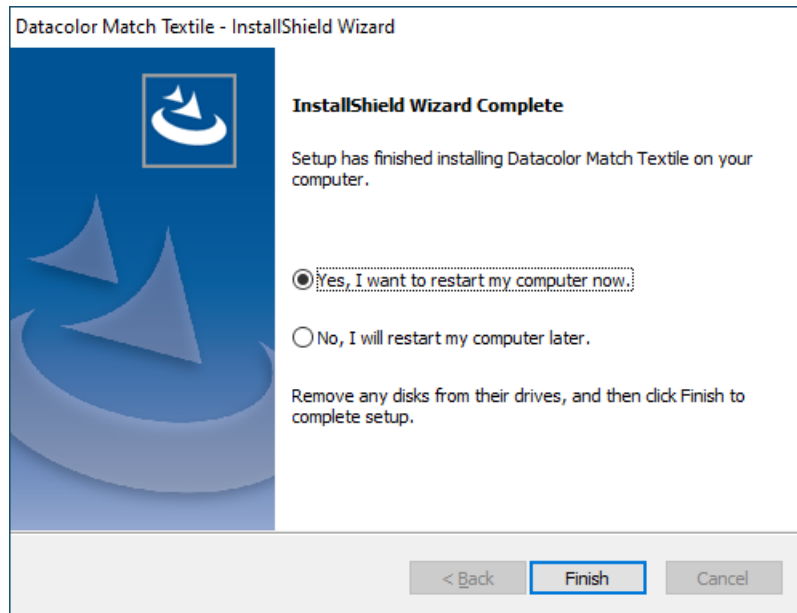 Datacolor Match Textile - InstallShield Wizard
InstallShield Wizard Complete
Setup has finished installing Datacolor Match Textile on your
computer.
Yes, I want to restart my computer now.
No, I will restart my computer later.
Remove any disks from their drives, and then click Finish to
complete setup.
< Back
Finish
Cancel